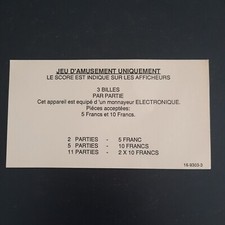 JEU D'AMUSEMENT UNIQUEMENT
LE SCORE EST INDIQUE SUR LES AFFICHEURS
3 BILLES
PAR PARTIE
Cet appareil est equipé d 'un monnayeur ELECTRONIQUE.
Pièces acceptées:
5 Francs et 10 Francs.
2 PARTIES - 5 FRANC
5 PARTIES - 10 FRANCS
11 PARTIES - 2 X 10 FRANCS